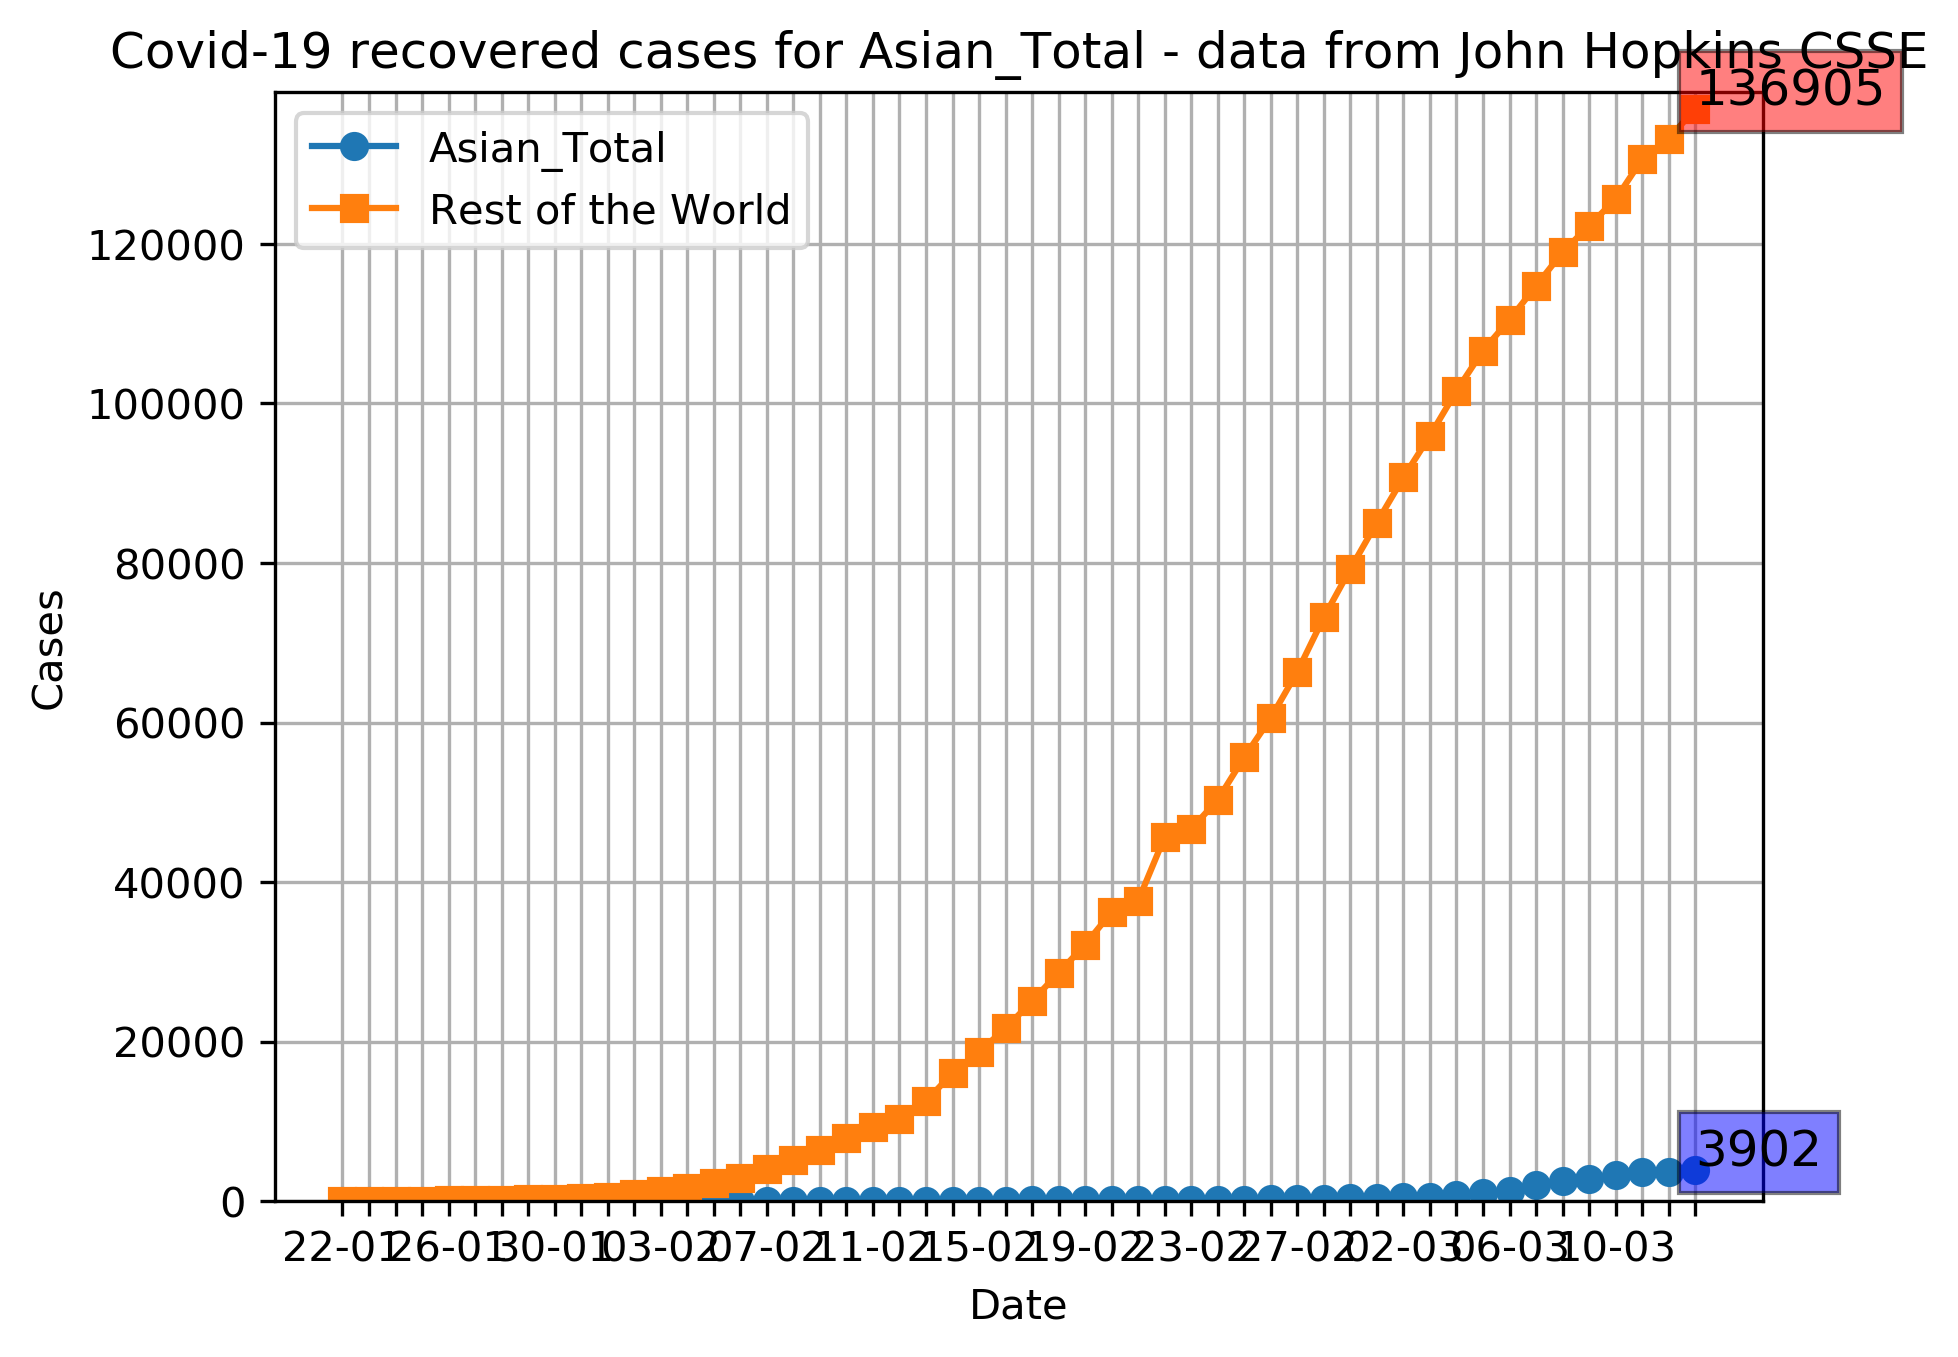 Covid-19 recovered cases for Asian_Total - data from John Hopkins CSSE
136905
Asian_Total
Rest of the World
120000
100000
80000
60000
40000
20000
0
Cases
3902
22-01 26-01 30-01 03-02 07-02 11-02 15-02 19-02 23-02 27-02 02-03 06-03 10-03
Date